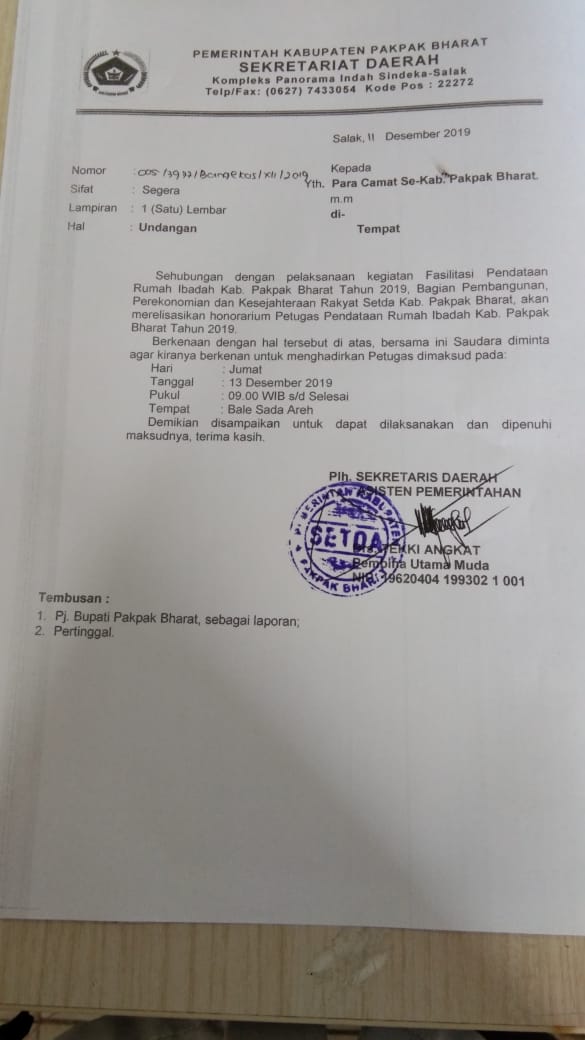 PEMERINTAH KABUPATEN PAKPAK BHARAT
SEKRETARIAT DAERAH
Kompleks Panorama Indah Sindeka-Salak
Telp/Fax: (0627) 7433054 Kode Pos : 22272
Salak, 11 Desember 2019
Nomor : 005 /3977/Bangekos/XII/2019
Sifat : Segera
Lampiran : 1 (Satu) Lembar
Hal : Undangan
Kepada
Yth. Para Camat Se-Kab. Pakpak Bharat.
m.m
di-
Tempat
Sehubungan dengan pelaksanaan kegiatan Fasilitasi Pendataan
Rumah Ibadah Kab. Pakpak Bharat Tahun 2019, Bagian Pembangunan,
Perekonomian dan Kesejahteraan Rakyat Setda Kab. Pakpak Bharat, akan
merelisasikan honorarium Petugas Pendataan Rumah Ibadah Kab. Pakpak
Bharat Tahun 2019.
Berkenaan dengan hal tersebut di atas, bersama ini Saudara diminta
agar kiranya berkenan untuk menghadirkan Petugas dimaksud pada:
Hari : Jumat
Tanggal : 13 Desember 2019
Pukul : 09.00 WIB s/d Selesai
Tempat : Bale Sada Areh
Demikian disampaikan untuk dapat dilaksanakan dan dipenuhi
maksudnya, terima kasih.
Plh. SEKRETARIS DAERAH
ASISTEN PEMERINTAHAN
PEMERINTAH KABUPATEN
SETDA
PAKPAK BHARAT
TEKKI ANGKAT
Pembina Utama Muda
NIP. 19620404 199302 1 001
Tembusan :
1. Pj. Bupati Pakpak Bharat, sebagai laporan;
2. Pertinggal.